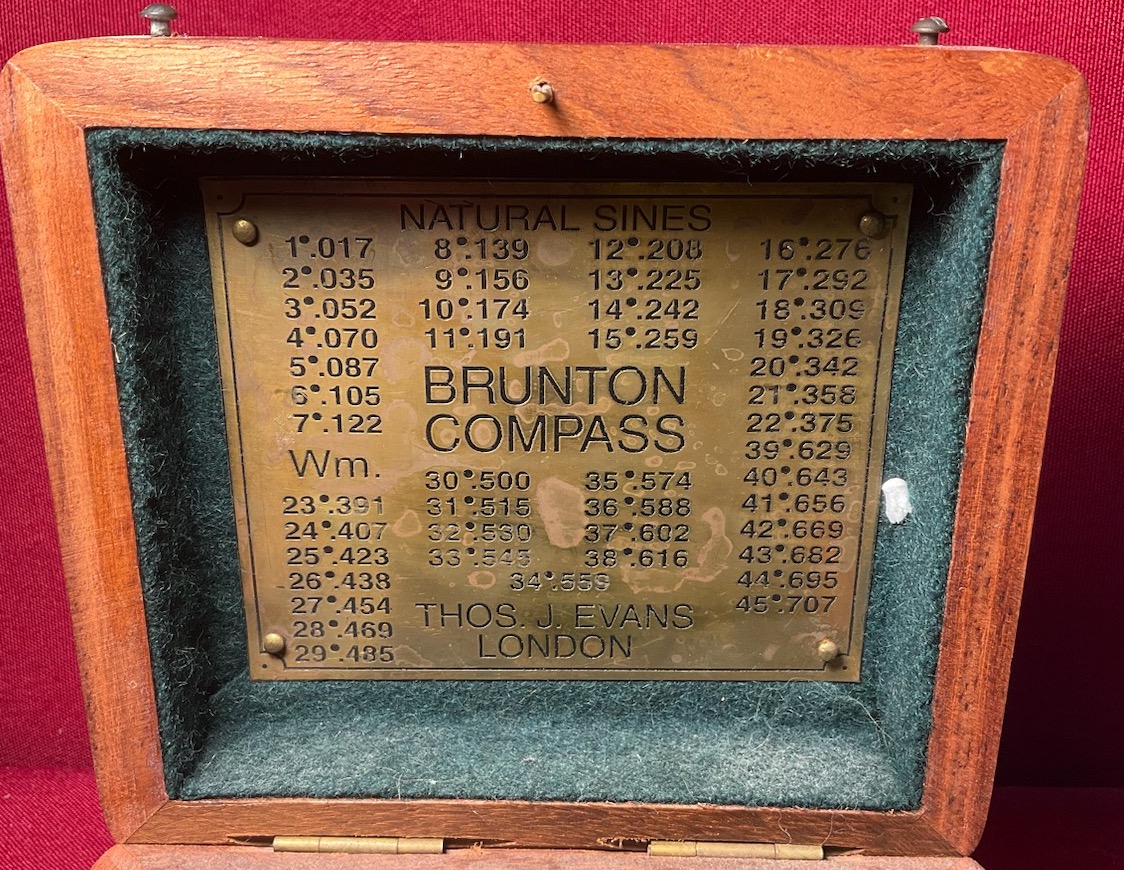 NATURAL SINES
1°.017 8°.139 12°.208 16°.276
2°.035 9°.156 13°.225 17°.292
3°.052 10°.174 14°.242 18°.309
4°.070 11°.191 15°.259 19°.326
5°.087 20°.342
6°.105 21°.358
7°.122 22°.375
BRUNTON
COMPASS
39°.629
Wm.
30°.500 35°.574 40°.643
23°.391 31°.515 36°.588 41°.656
24°.407 32°.530 37°.602 42°.669
25°.423 33°.545 38°.616 43°.682
26°.438 34°.559 44°.695
27°.454 45°.707
28°.469
29°.485
THOS. J. EVANS
LONDON